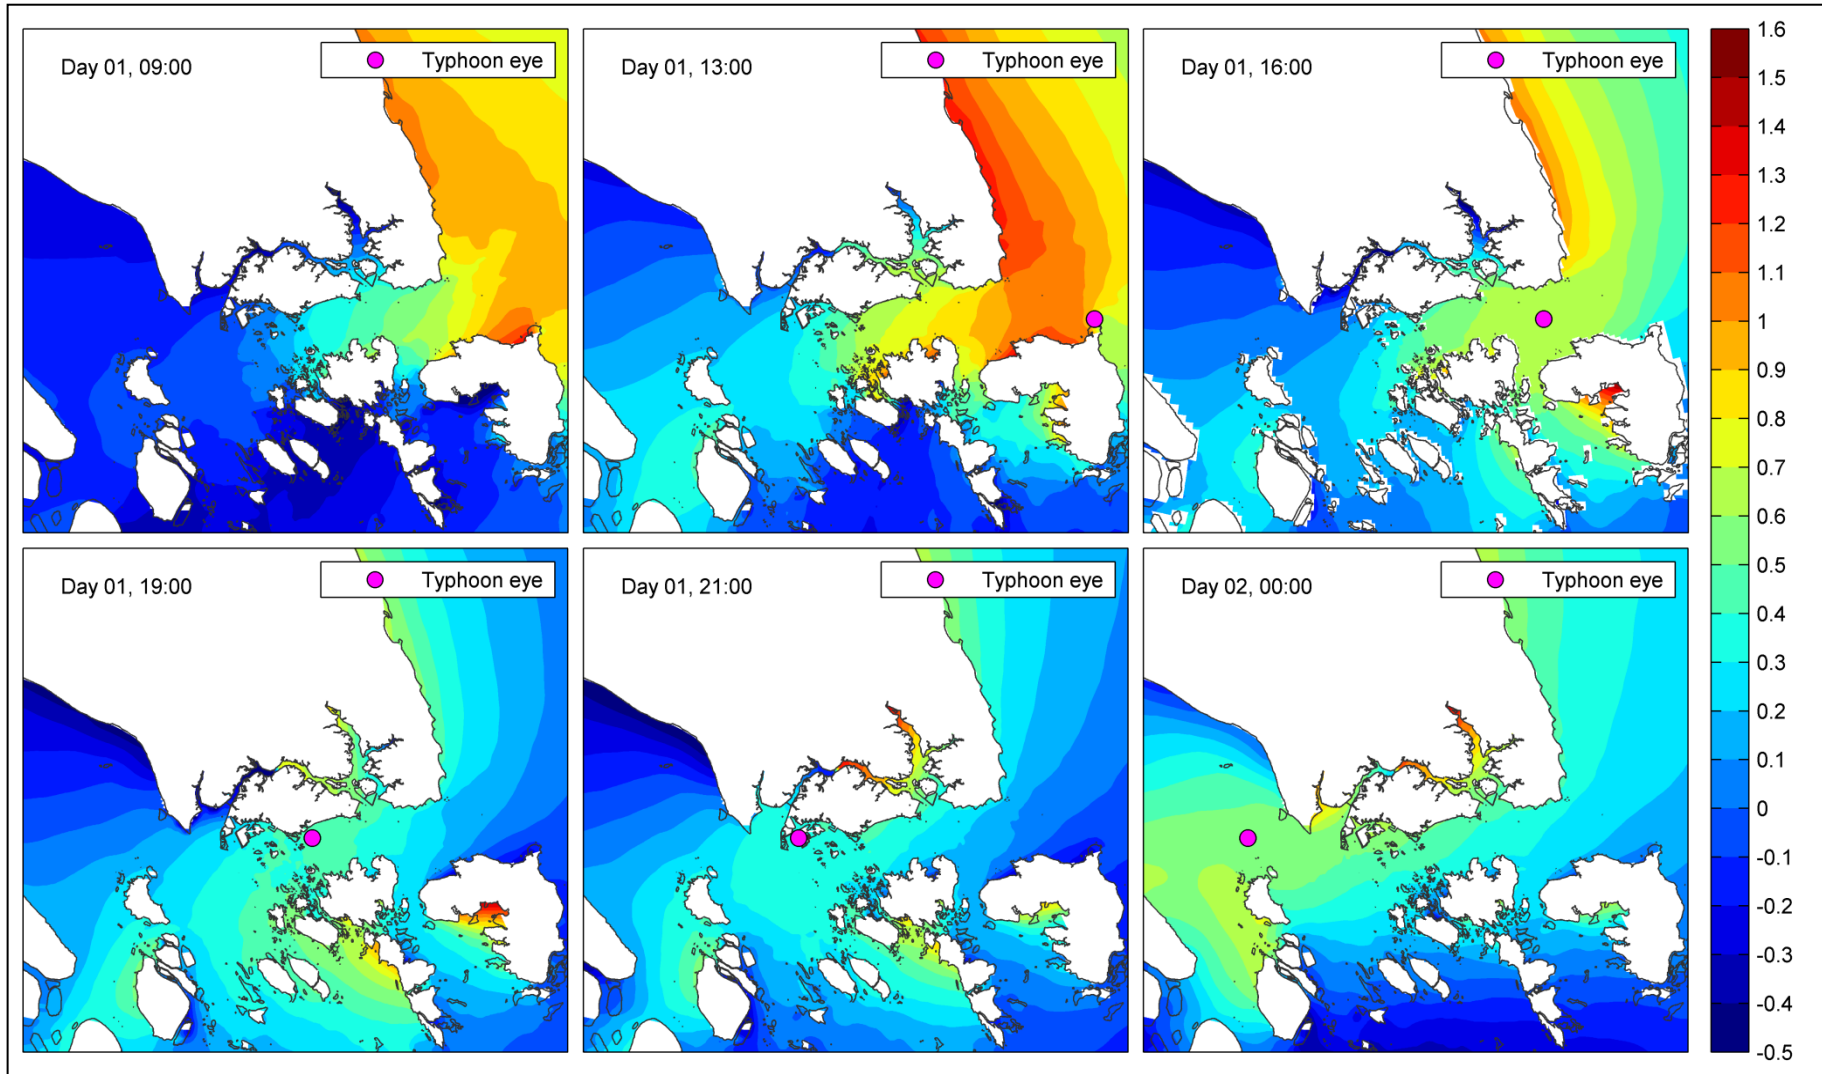 Day 01, 09:00
Typhoon eye
Day 01, 13:00
Typhoon eye
Day 01, 16:00
Typhoon eye
Day 01, 19:00
Typhoon eye
Day 01, 21:00
Typhoon eye
Day 02, 00:00
Typhoon eye
1.6
1.5
1.4
1.3
1.2
1.1
1
0.9
0.8
0.7
0.6
0.5
0.4
0.3
0.2
0.1
0
-0.1
-0.2
-0.3
-0.4
-0.5